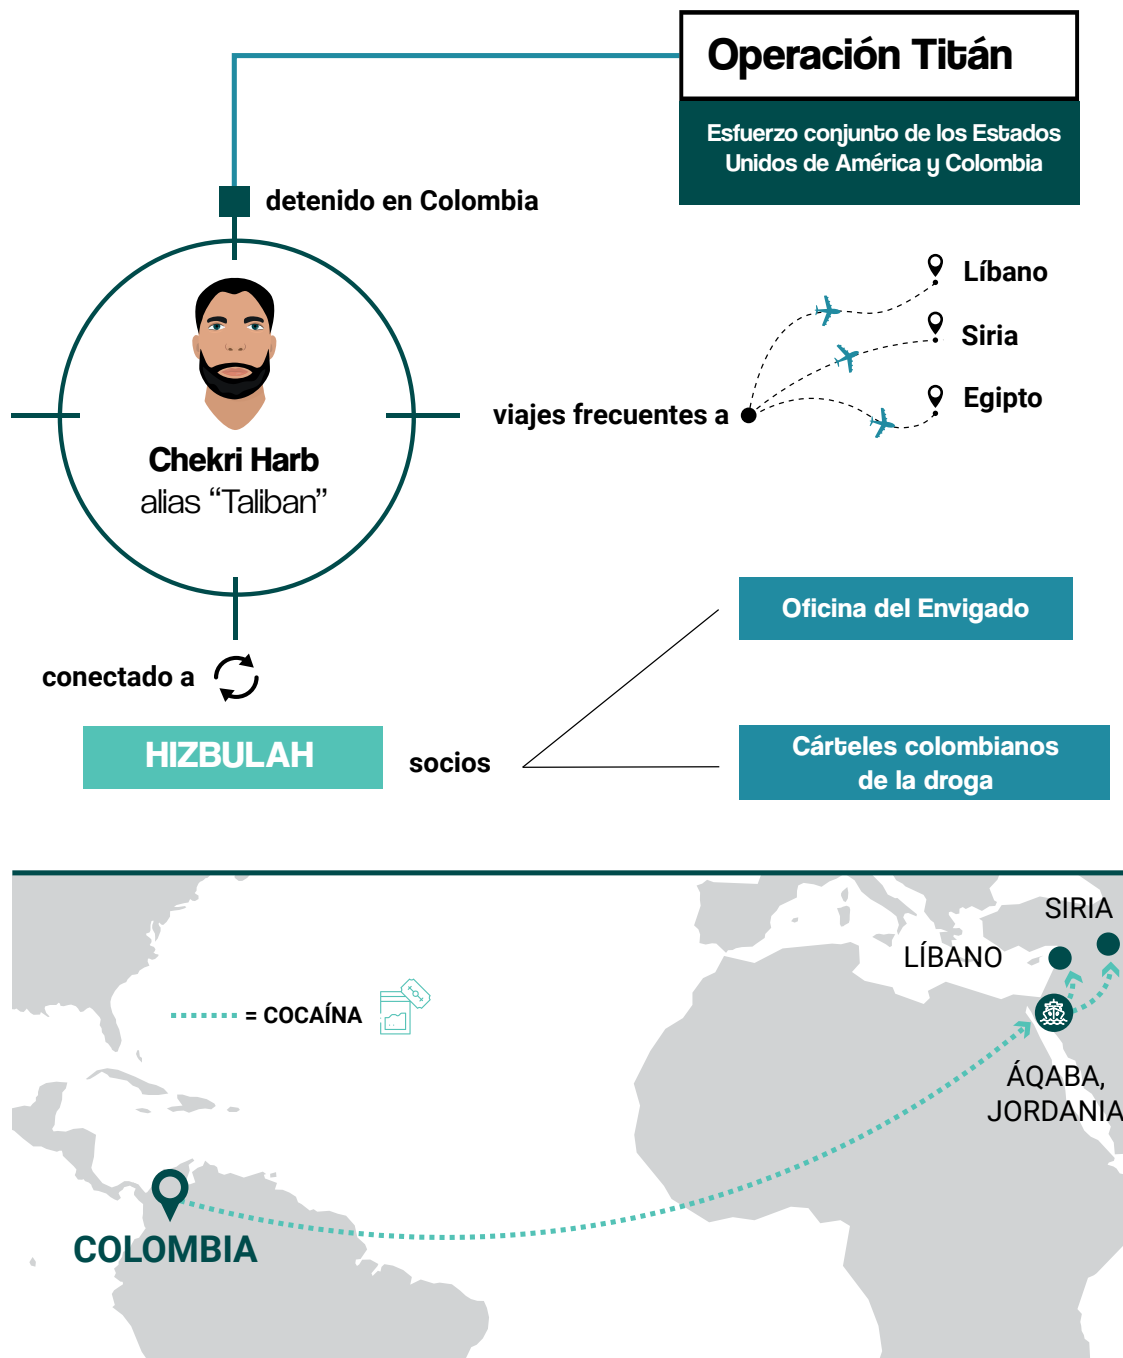 Operación Titán
Esfuerzo conjunto de los Estados
Unidos de América y Colombia
detenido en Colombia
Chekri Harb
alias “Taliban”
viajes frecuentes a
Líbano
Siria
Egipto
conectado a
HIZBULAH
socios
Oficina del Envigado
Cárteles colombianos
de la droga
SIRIA
LÍBANO
= COCAÍNA
ÁQABA,
JORDANIA
COLOMBIA